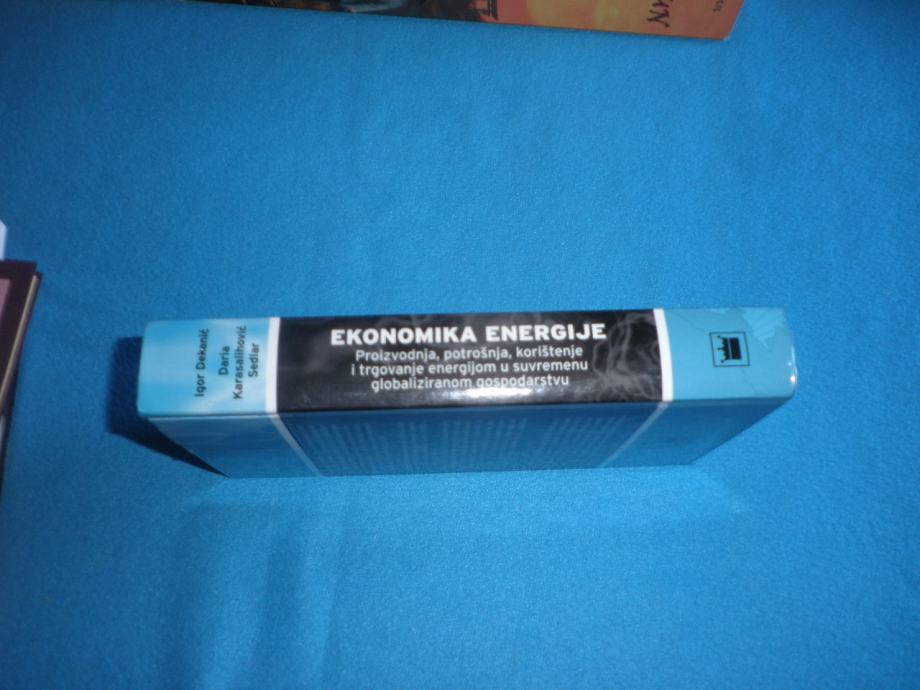 Igor Dekanić
Daria
Karasalihović
Sedlar
EKONOMIKA ENERGIJE
Proizvodnja, potrošnja, korištenje
i trgovanje energijom u suvremenu
globaliziranom gospodarstvu